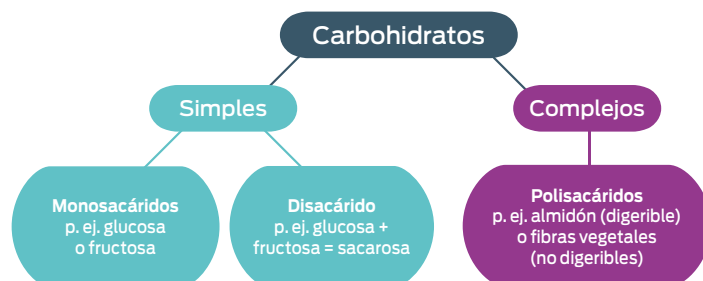 Carbohidratos
Simples
Complejos
Monosacáridos
p. ej. glucosa
o fructosa
Disacárido
p. ej. glucosa +
fructosa = sacarosa
Polisacáridos
p. ej. almidón (digerible)
o fibras vegetales
(no digeribles)